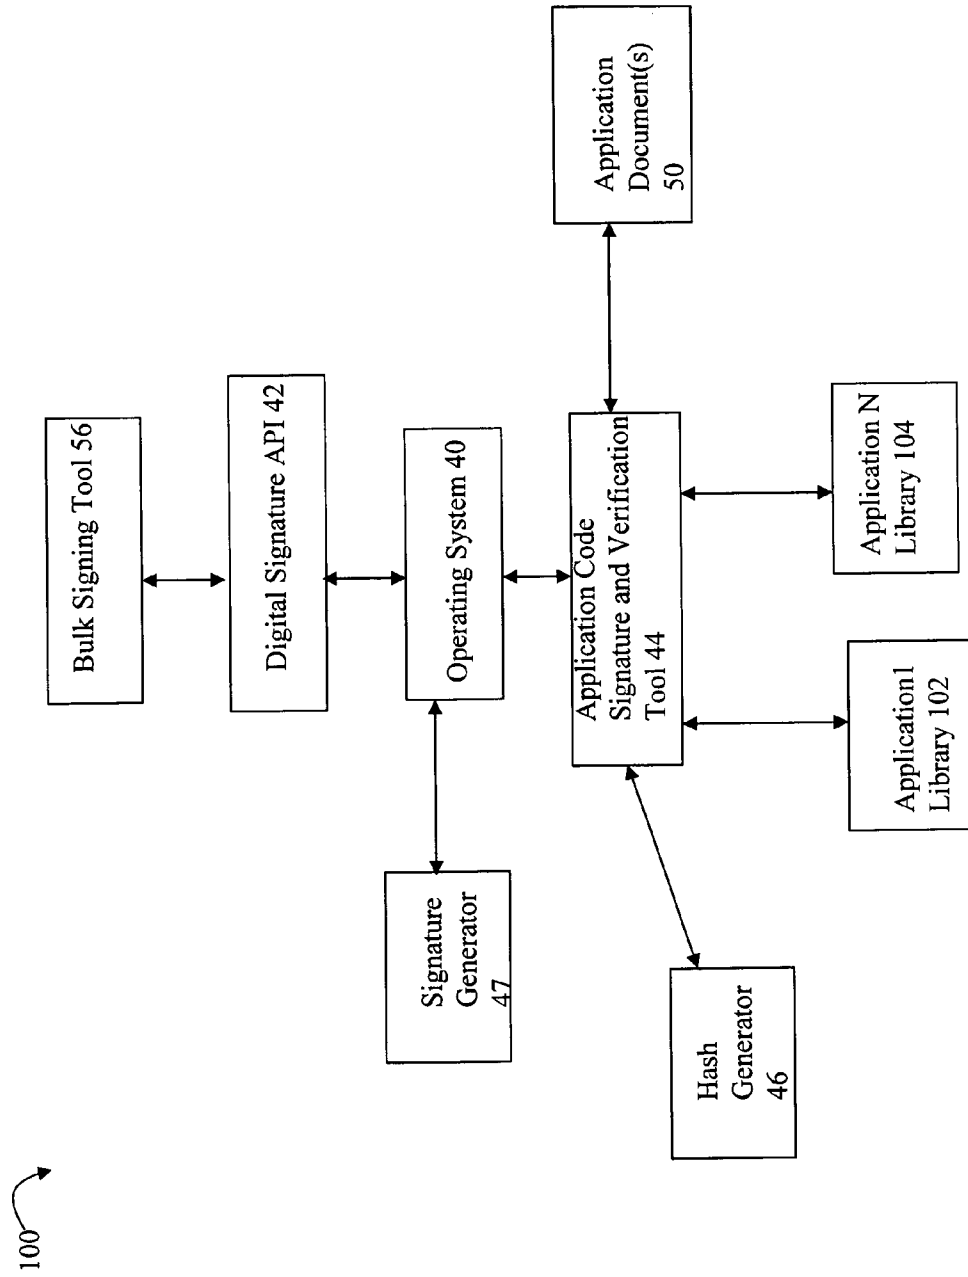 100
Bulk Signing Tool 56
Digital Signature API 42
Signature
Generator
47
Operating System 40
Application Code
Signature and Verification
Tool 44
Application
Document(s)
50
Hash
Generator
46
Application1
Library 102
Application N
Library 104